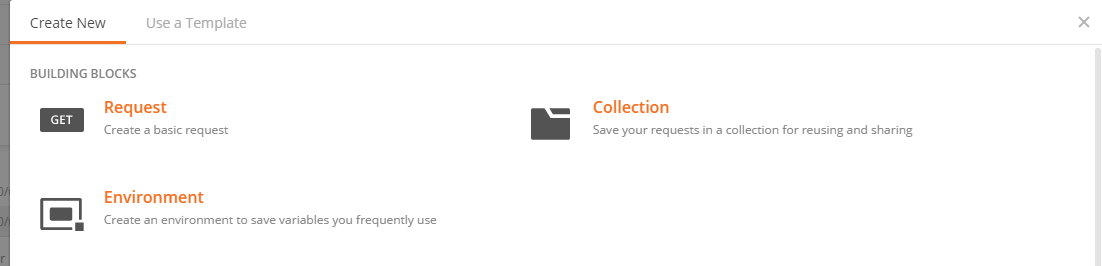 Create New
Use a Template
BUILDING BLOCKS
GET
Request
Create a basic request
Collection
Save your requests in a collection for reusing and sharing
Environment
Create an environment to save variables you frequently use